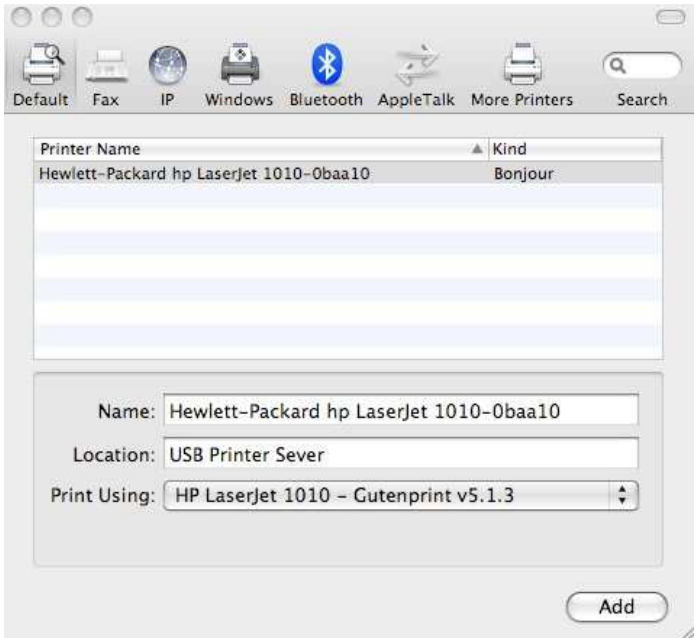 Default Fax IP Windows Bluetooth AppleTalk More Printers Search
Printer Name Kind
Hewlett-Packard hp LaserJet 1010-0baa10 Bonjour
Name: Hewlett-Packard hp LaserJet 1010-0baa10
Location: USB Printer Sever
Print Using: HP LaserJet 1010 - Gutenprint v5.1.3
Add